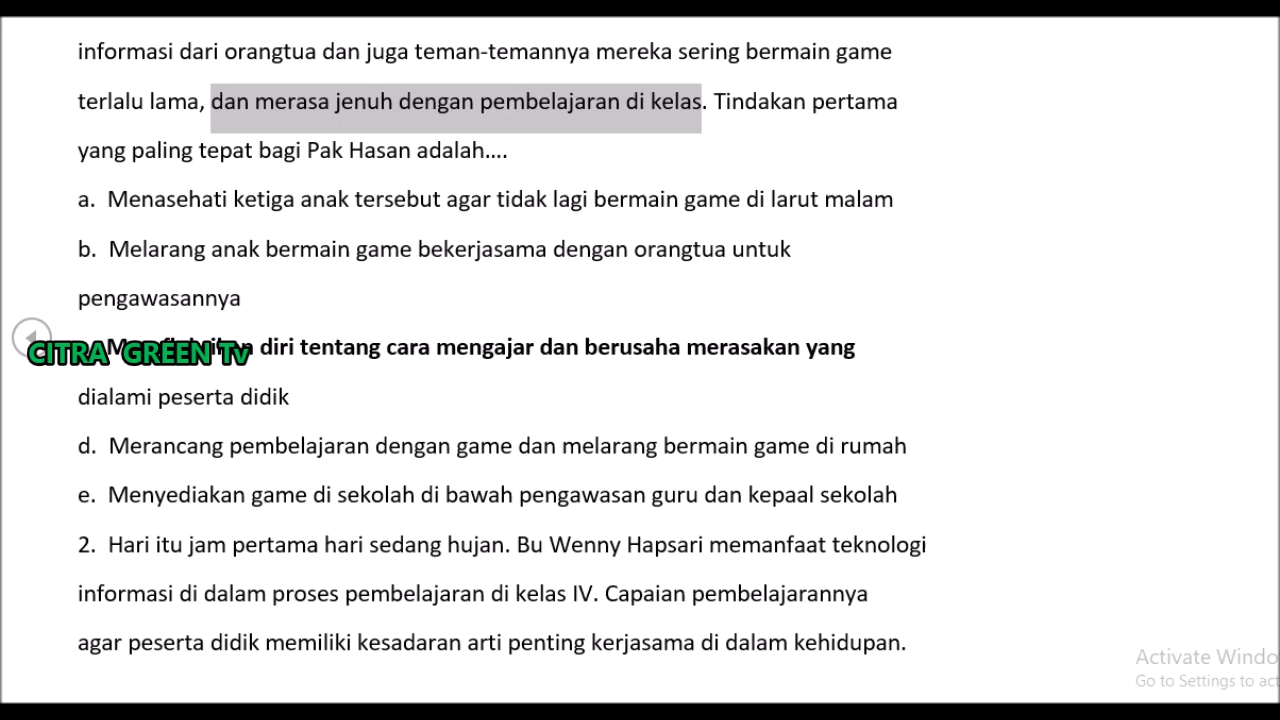 informasi dari orangtua dan juga teman-temannya mereka sering bermain game
terlalu lama, dan merasa jenuh dengan pembelajaran di kelas. Tindakan pertama
yang paling tepat bagi Pak Hasan adalah....
a. Menasehati ketiga anak tersebut agar tidak lagi bermain game di larut malam
b. Melarang anak bermain game bekerjasama dengan orangtua untuk
pengawasannya
diri tentang cara mengajar dan berusaha merasakan yang
CITRA GREEN Tv
dialami peserta didik
d. Merancang pembelajaran dengan game dan melarang bermain game di rumah
e. Menyediakan game di sekolah di bawah pengawasan guru dan kepaal sekolah
2. Hari itu jam pertama hari sedang hujan. Bu Wenny Hapsari memanfaat teknologi
informasi di dalam proses pembelajaran di kelas IV. Capaian pembelajarannya
agar peserta didik memiliki kesadaran arti penting kerjasama di dalam kehidupan.
Activate Windo
Go to Settings to act